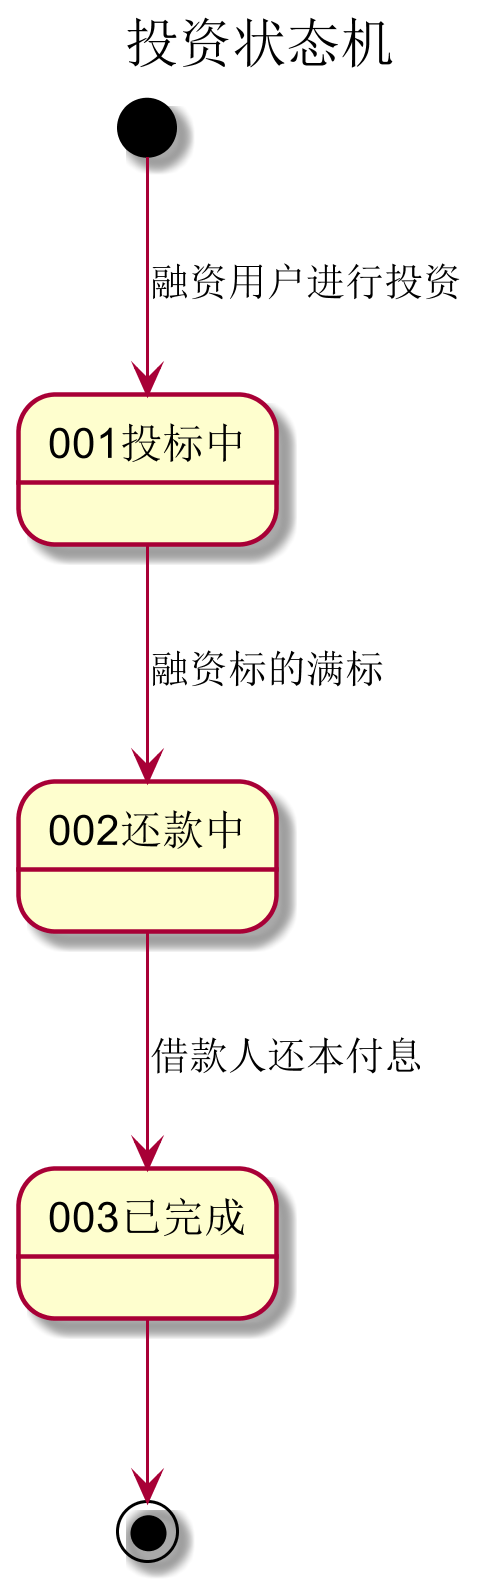 投资状态机
融资用户进行投资
001投标中
融资标的满标
002还款中
借款人还本付息
003已完成